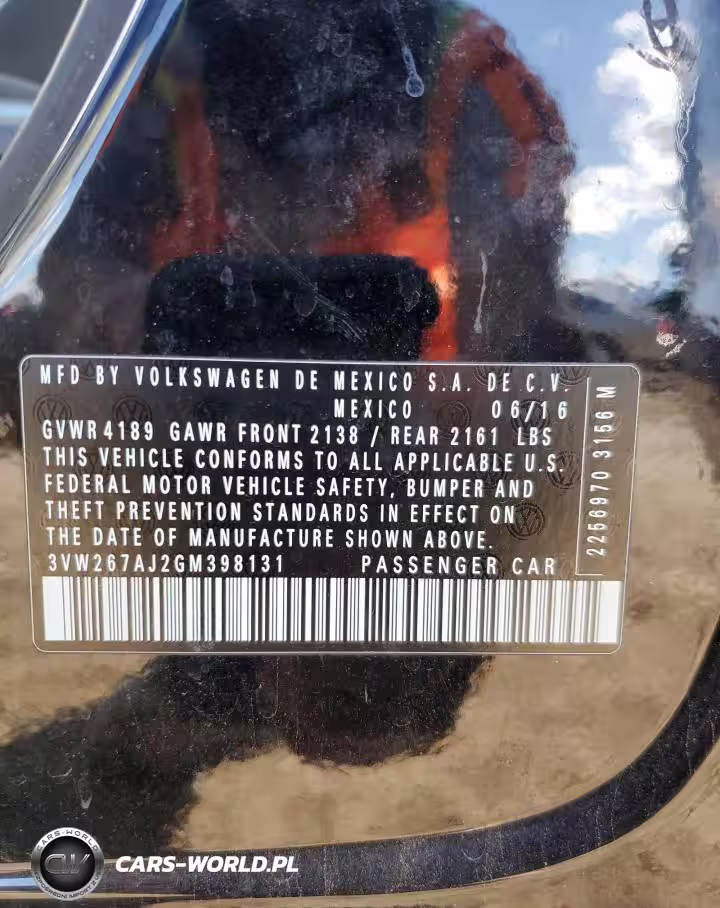 MFD BY VOLKSWAGEN DE MEXICO S.A. DE C.V.
MEXICO 06/16
GVWR 4189 GAWR FRONT 2138 / REAR 2161 LBS
THIS VEHICLE CONFORMS TO ALL APPLICABLE U.S.
FEDERAL MOTOR VEHICLE SAFETY, BUMPER AND
THEFT PREVENTION STANDARDS IN EFFECT ON
THE DATE OF MANUFACTURE SHOWN ABOVE.
3VW267AJ2GM398131 PASSENGER CAR
2256970 3156 M
CARS-WORLD
CARS-WORLD.PL